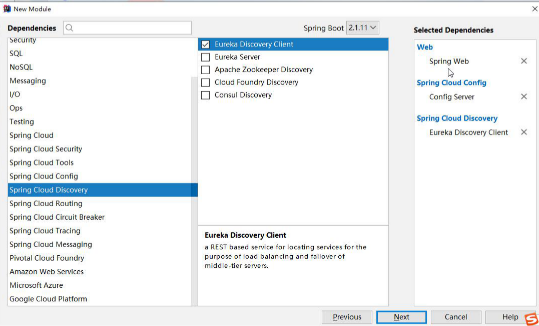 New Module
Dependencies
Spring Boot 2.1.11
Selected Dependencies
Security
SQL
NoSQL
Messaging
I/O
Ops
Testing
Spring Cloud
Spring Cloud Security
Spring Cloud Tools
Spring Cloud Config
Spring Cloud Discovery
Spring Cloud Routing
Spring Cloud Circuit Breaker
Spring Cloud Tracing
Spring Cloud Messaging
Pivotal Cloud Foundry
Amazon Web Services
Microsoft Azure
Google Cloud Platform
Eureka Discovery Client
Eureka Server
Apache Zookeeper Discovery
Cloud Foundry Discovery
Consul Discovery
Eureka Discovery Client
a REST based service for locating services for the
purpose of load balancing and failover of
middle-tier servers.
Web
Spring Web
Spring Cloud Config
Config Server
Spring Cloud Discovery
Eureka Discovery Client
Previous
Next
Cancel
Help